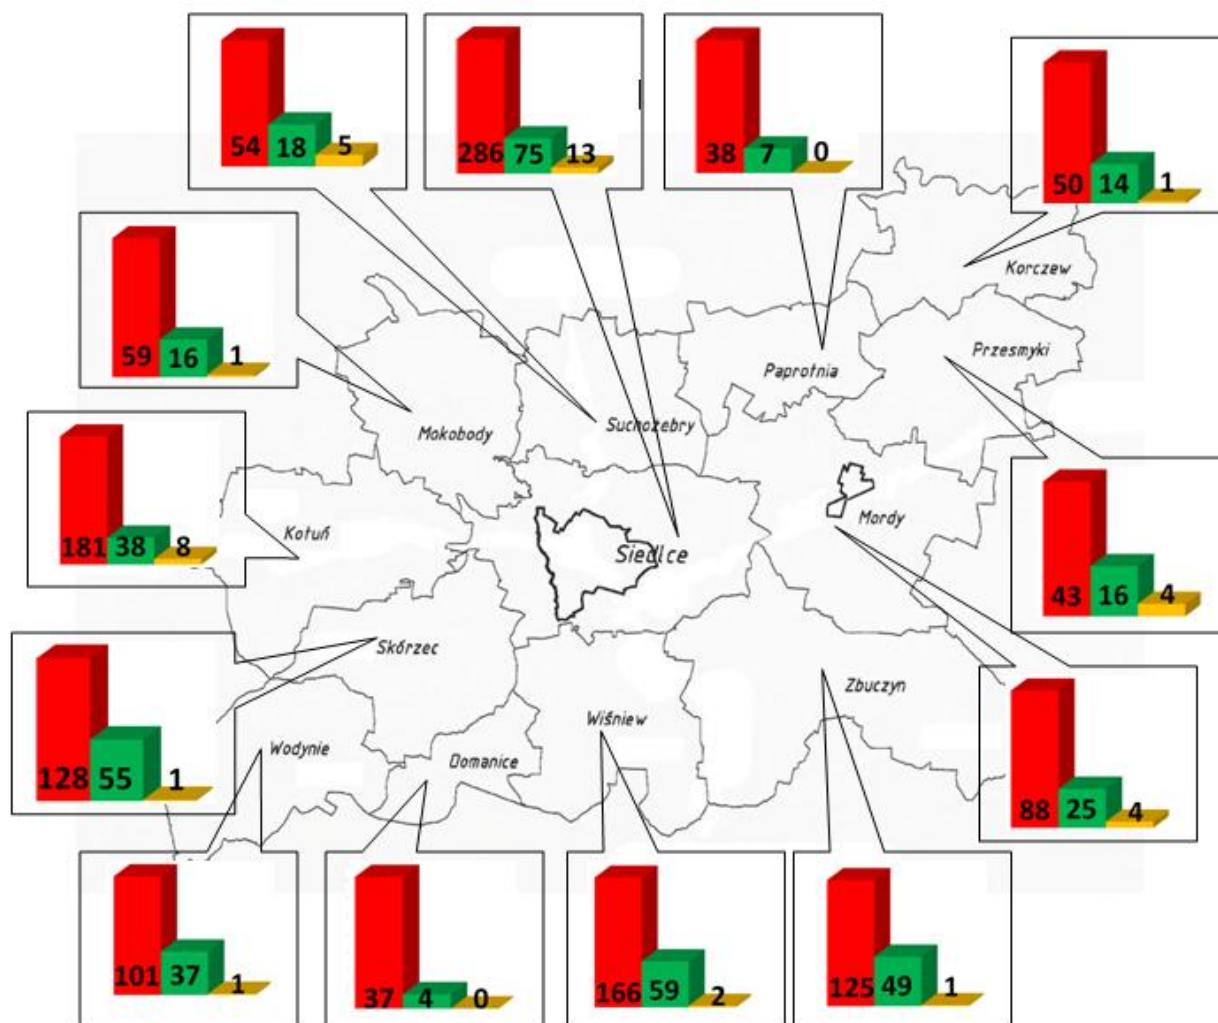 54 18 5
286 75 13
38 7 0
50 14 1
59 16 1
Korczew
Przesmyki
Paprotnia
Suchożebry
Mokobody
181 38 8
Kotuń
Siedlce
Mordy
43 16 4
Skórzec
Zbuczyn
128 55 1
Wiśniew
Wodynie
Domanice
88 25 4
101 37 1
37 4 0
166 59 2
125 49 1